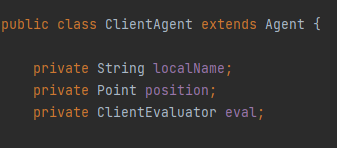 public class ClientAgent extends Agent {
private String localName;
private Point position;
private ClientEvaluator eval;